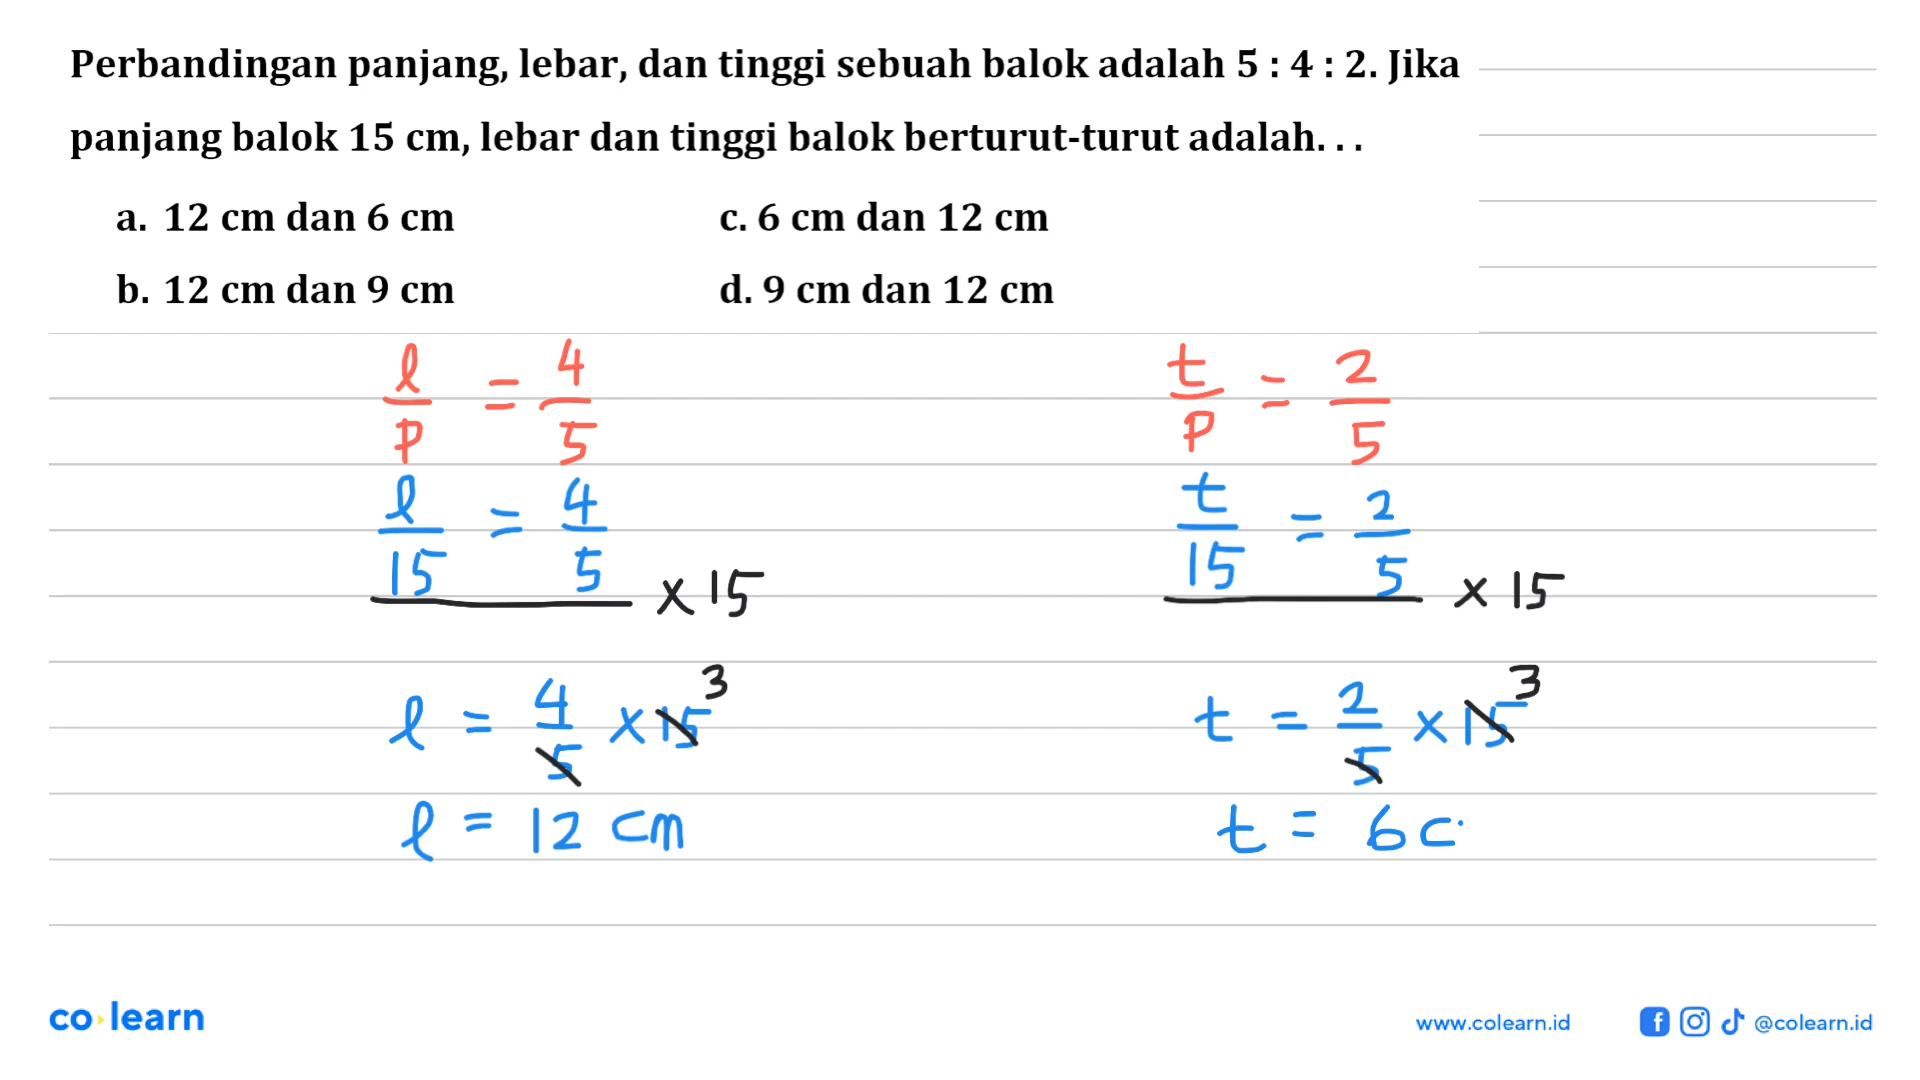 Perbandingan panjang, lebar, dan tinggi sebuah balok adalah 5 : 4 : 2. Jika
panjang balok 15 cm, lebar dan tinggi balok berturut-turut adalah. . .
a. 12 cm dan 6 cm c. 6 cm dan 12 cm
b. 12 cm dan 9 cm d. 9 cm dan 12 cm
l/p = 4/5 t/p = 2/5
l/15 = 4/5 × 15 t/15 = 2/5 × 15
l = 4/5 × 15 3 t = 2/5 × 15 3
l = 12 cm t = 6 c
co learn www.colearn.id @colearn.id